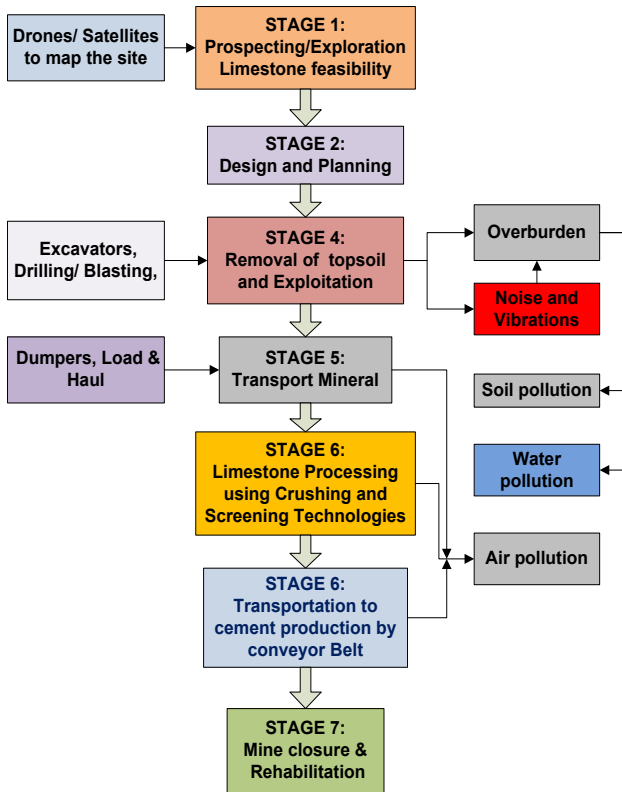 Drones/ Satellites
to map the site
STAGE 1:
Prospecting/Exploration
Limestone feasibility
STAGE 2:
Design and Planning
Excavators,
Drilling/ Blasting,
STAGE 4:
Removal of topsoil
and Exploitation
Overburden
Noise and
Vibrations
Dumpers, Load &
Haul
STAGE 5:
Transport Mineral
Soil pollution
STAGE 6:
Limestone Processing
using Crushing and
Screening Technologies
Water
pollution
Air pollution
STAGE 6:
Transportation to
cement production by
conveyor Belt
STAGE 7:
Mine closure &
Rehabilitation